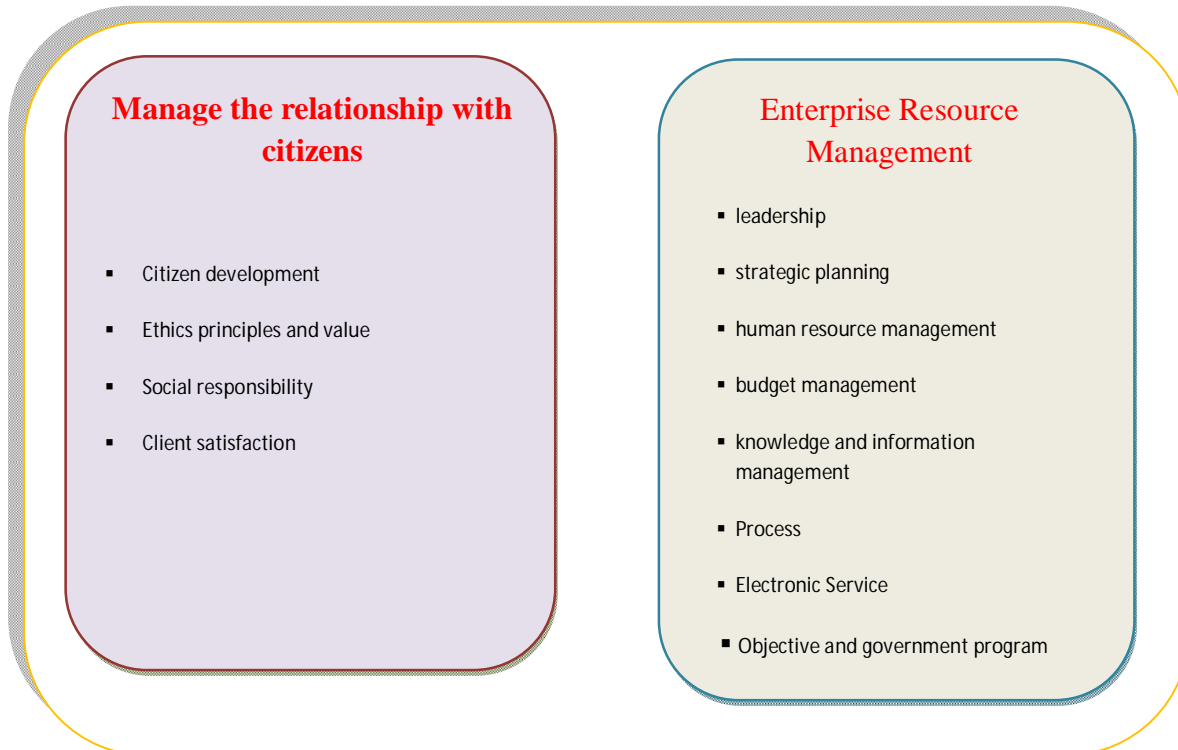 Manage the relationship with
citizens
▪ Citizen development
▪ Ethics principles and value
▪ Social responsibility
▪ Client satisfaction
Enterprise Resource
Management
▪ leadership
▪ strategic planning
▪ human resource management
▪ budget management
▪ knowledge and information
management
▪ Process
▪ Electronic Service
▪ Objective and government program